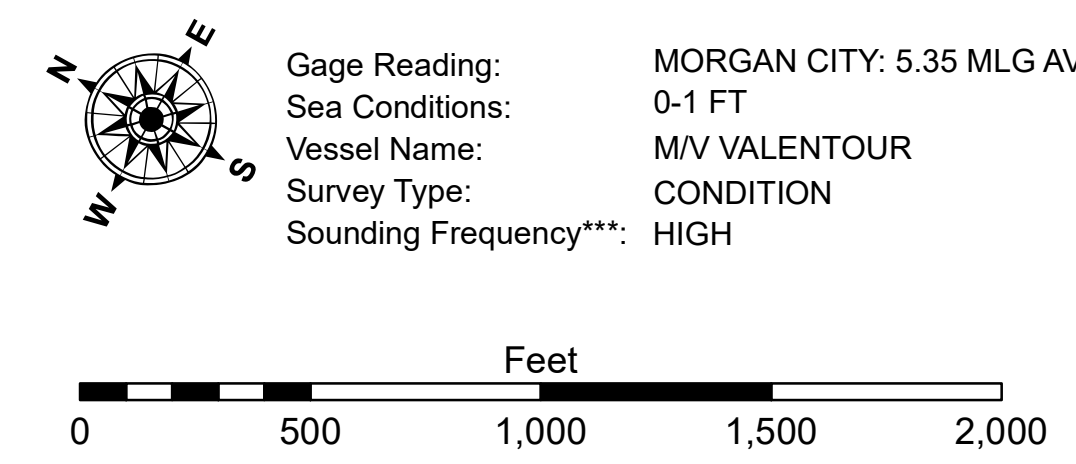 N
E
S
W
Gage Reading: MORGAN CITY: 5.35 MLG AV
Sea Conditions: 0-1 FT
Vessel Name: M/V VALENTOUR
Survey Type: CONDITION
Sounding Frequency***: HIGH
Feet
0 500 1,000 1,500 2,000